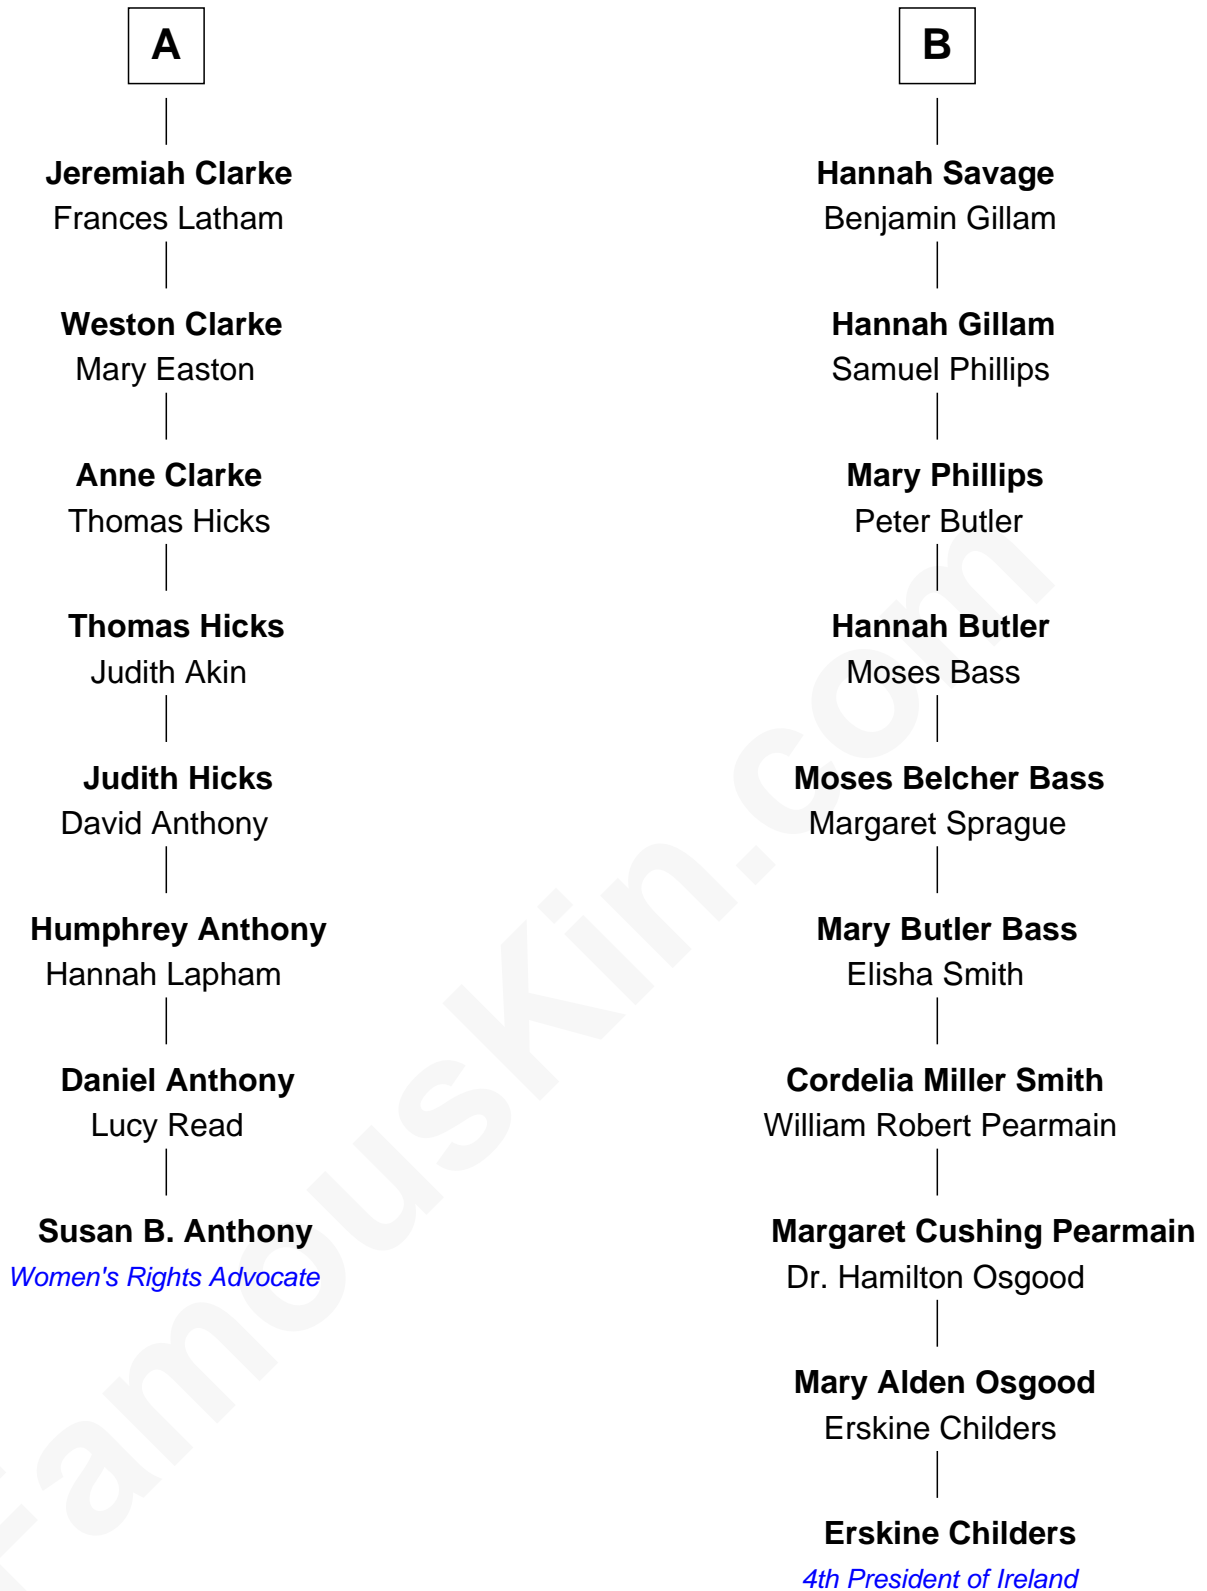 A
Jeremiah Clarke
Frances Latham
Weston Clarke
Mary Easton
Anne Clarke
Thomas Hicks
Thomas Hicks
Judith Akin
Judith Hicks
David Anthony
Humphrey Anthony
Hannah Lapham
Daniel Anthony
Lucy Read
Susan B. Anthony
Women's Rights Advocate
B
Hannah Savage
Benjamin Gillam
Hannah Gillam
Samuel Phillips
Mary Phillips
Peter Butler
Hannah Butler
Moses Bass
Moses Belcher Bass
Margaret Sprague
Mary Butler Bass
Elisha Smith
Cordelia Miller Smith
William Robert Pearmain
Margaret Cushing Pearmain
Dr. Hamilton Osgood
Mary Alden Osgood
Erskine Childers
Erskine Childers
4th President of Ireland
FamousKin.com